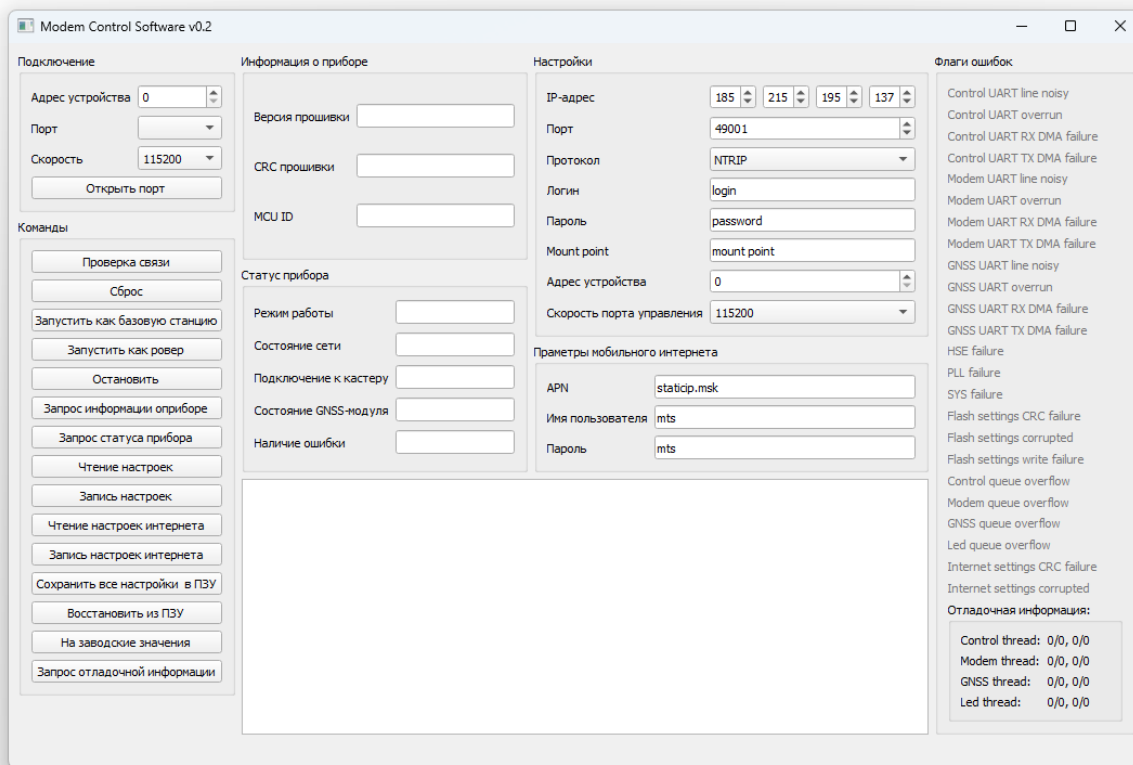 Modem Control Software v0.2
Подключение
Адрес устройства 0
Порт
Скорость 115200
Открыть порт
Команды
Проверка связи
Сброс
Запустить как базовую станцию
Запустить как ровер
Остановить
Запрос информации оприборе
Запрос статуса прибора
Чтение настроек
Запись настроек
Чтение настроек интернета
Запись настроек интернета
Сохранить все настройки в ПЗУ
Восстановить из ПЗУ
На заводские значения
Запрос отладочной информации
Информация о приборе
Версия прошивки
CRC прошивки
MCU ID
Статус прибора
Режим работы
Состояние сети
Подключение к кастеру
Состояние GNSS-модуля
Наличие ошибки
Настройки
IP-адрес 185 215 195 137
Порт 49001
Протокол NTRIP
Логин login
Пароль password
Mount point mount point
Адрес устройства 0
Скорость порта управления 115200
Праметры мобильного интернета
APN staticip.msk
Имя пользователя mts
Пароль mts
Флаги ошибок
Control UART line noisy
Control UART overrun
Control UART RX DMA failure
Control UART TX DMA failure
Modem UART line noisy
Modem UART overrun
Modem UART RX DMA failure
Modem UART TX DMA failure
GNSS UART line noisy
GNSS UART overrun
GNSS UART RX DMA failure
GNSS UART TX DMA failure
HSE failure
PLL failure
SYS failure
Flash settings CRC failure
Flash settings corrupted
Flash settings write failure
Control queue overflow
Modem queue overflow
GNSS queue overflow
Led queue overflow
Internet settings CRC failure
Internet settings corrupted
Отладочная информация:
Control thread: 0/0, 0/0
Modem thread: 0/0, 0/0
GNSS thread: 0/0, 0/0
Led thread: 0/0, 0/0